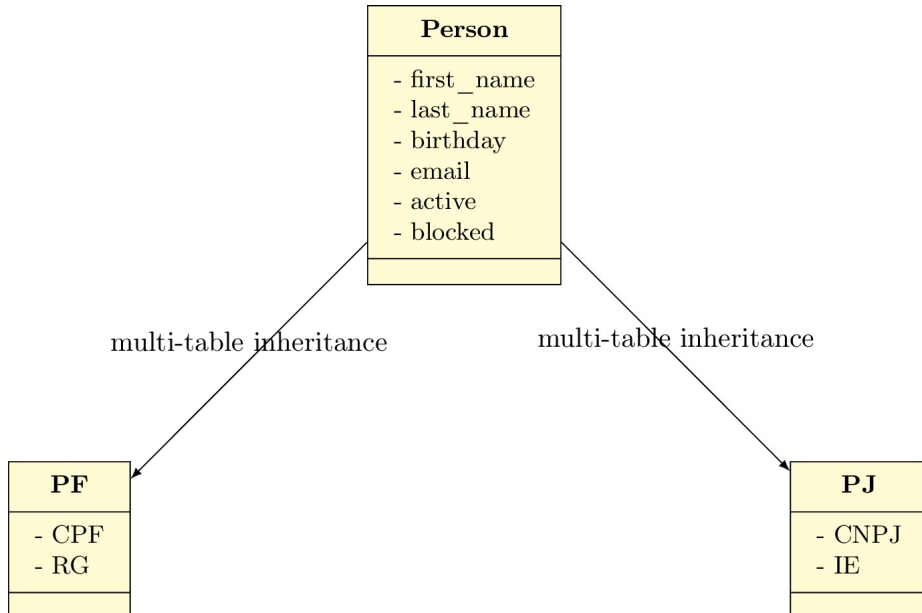 Person
- first_name
- last_name
- birthday
- email
- active
- blocked
multi-table inheritance
multi-table inheritance
PF
- CPF
- RG
PJ
- CNPJ
- IE